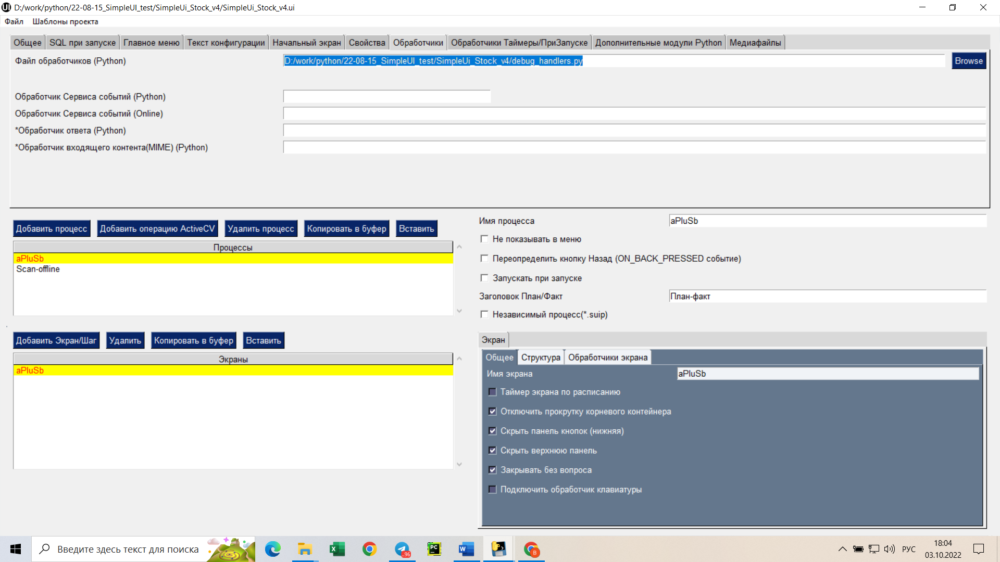 D:/work/python/22-08-15_SimpleUI_test/SimpleUi_Stock_v4/SimpleUi_Stock_v4.ui
Файл Шаблоны проекта
Общее SQL при запуске Главное меню Текст конфигурации Начальный экран Свойства Обработчики Обработчики Таймеры/ПриЗапуске Дополнительные модули Python Медиафайлы
Файл обработчиков (Python) D:/work/python/22-08-15_SimpleUI_test/SimpleUi_Stock_v4/debug_handlers.py Browse
Обработчик Сервиса событий (Python)
Обработчик Сервиса событий (Online)
*Обработчик ответа (Python)
*Обработчик входящего контента(MIME) (Python)
Добавить процесс Добавить операцию ActiveCV Удалить процесс Копировать в буфер Вставить
Процессы
aPluSb
Scan-offline
Добавить Экран/Шаг Удалить Копировать в буфер Вставить
Экраны
aPluSb
Имя процесса aPluSb
Не показывать в меню
Переопределить кнопку Назад (ON_BACK_PRESSED событие)
Запускать при запуске
Заголовок План/Факт План-факт
Независимый процесс(*.suip)
Экран
Общее Структура Обработчики экрана
Имя экрана aPluSb
Таймер экрана по расписанию
Отключить прокрутку корневого контейнера
Скрыть панель кнопок (нижняя)
Скрыть верхнюю панель
Закрывать без вопроса
Подключить обработчик клавиатуры
Введите здесь текст для поиска
..96
PC
W
B
РУС
18:04
03.10.2022